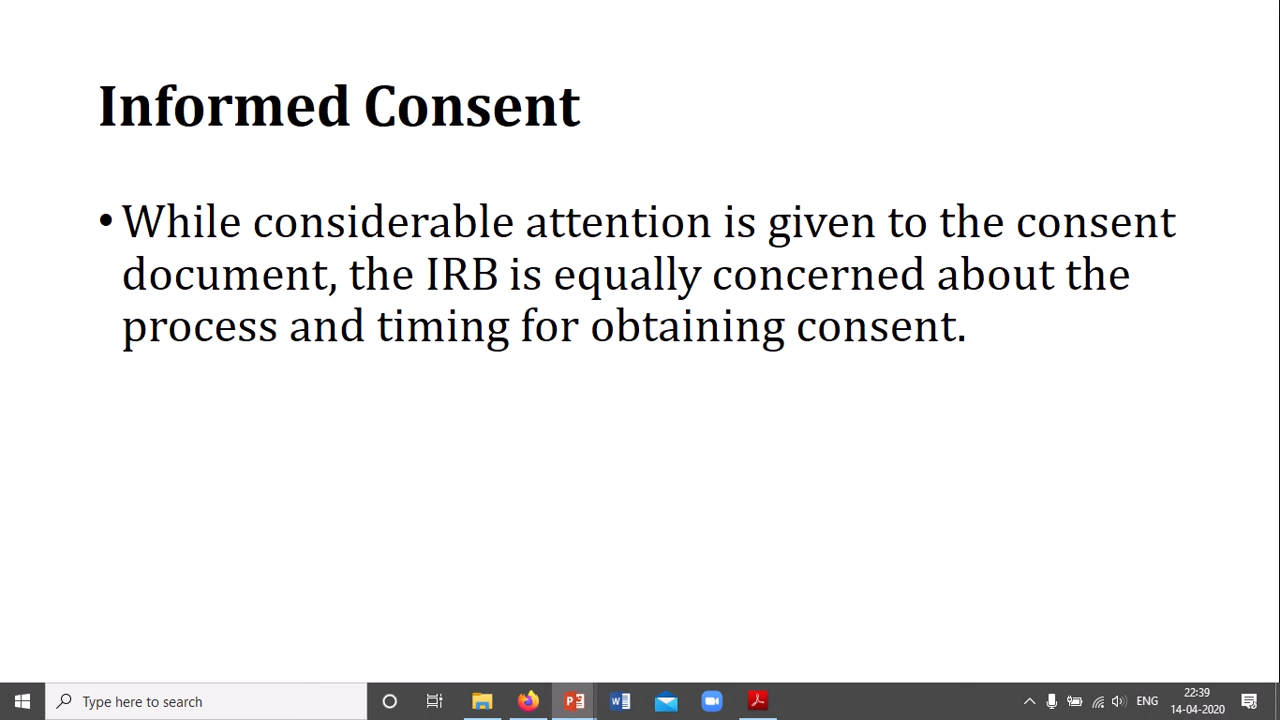 Informed Consent
• While considerable attention is given to the consent
document, the IRB is equally concerned about the
process and timing for obtaining consent.
Type here to search
ENG
22:39
14-04-2020